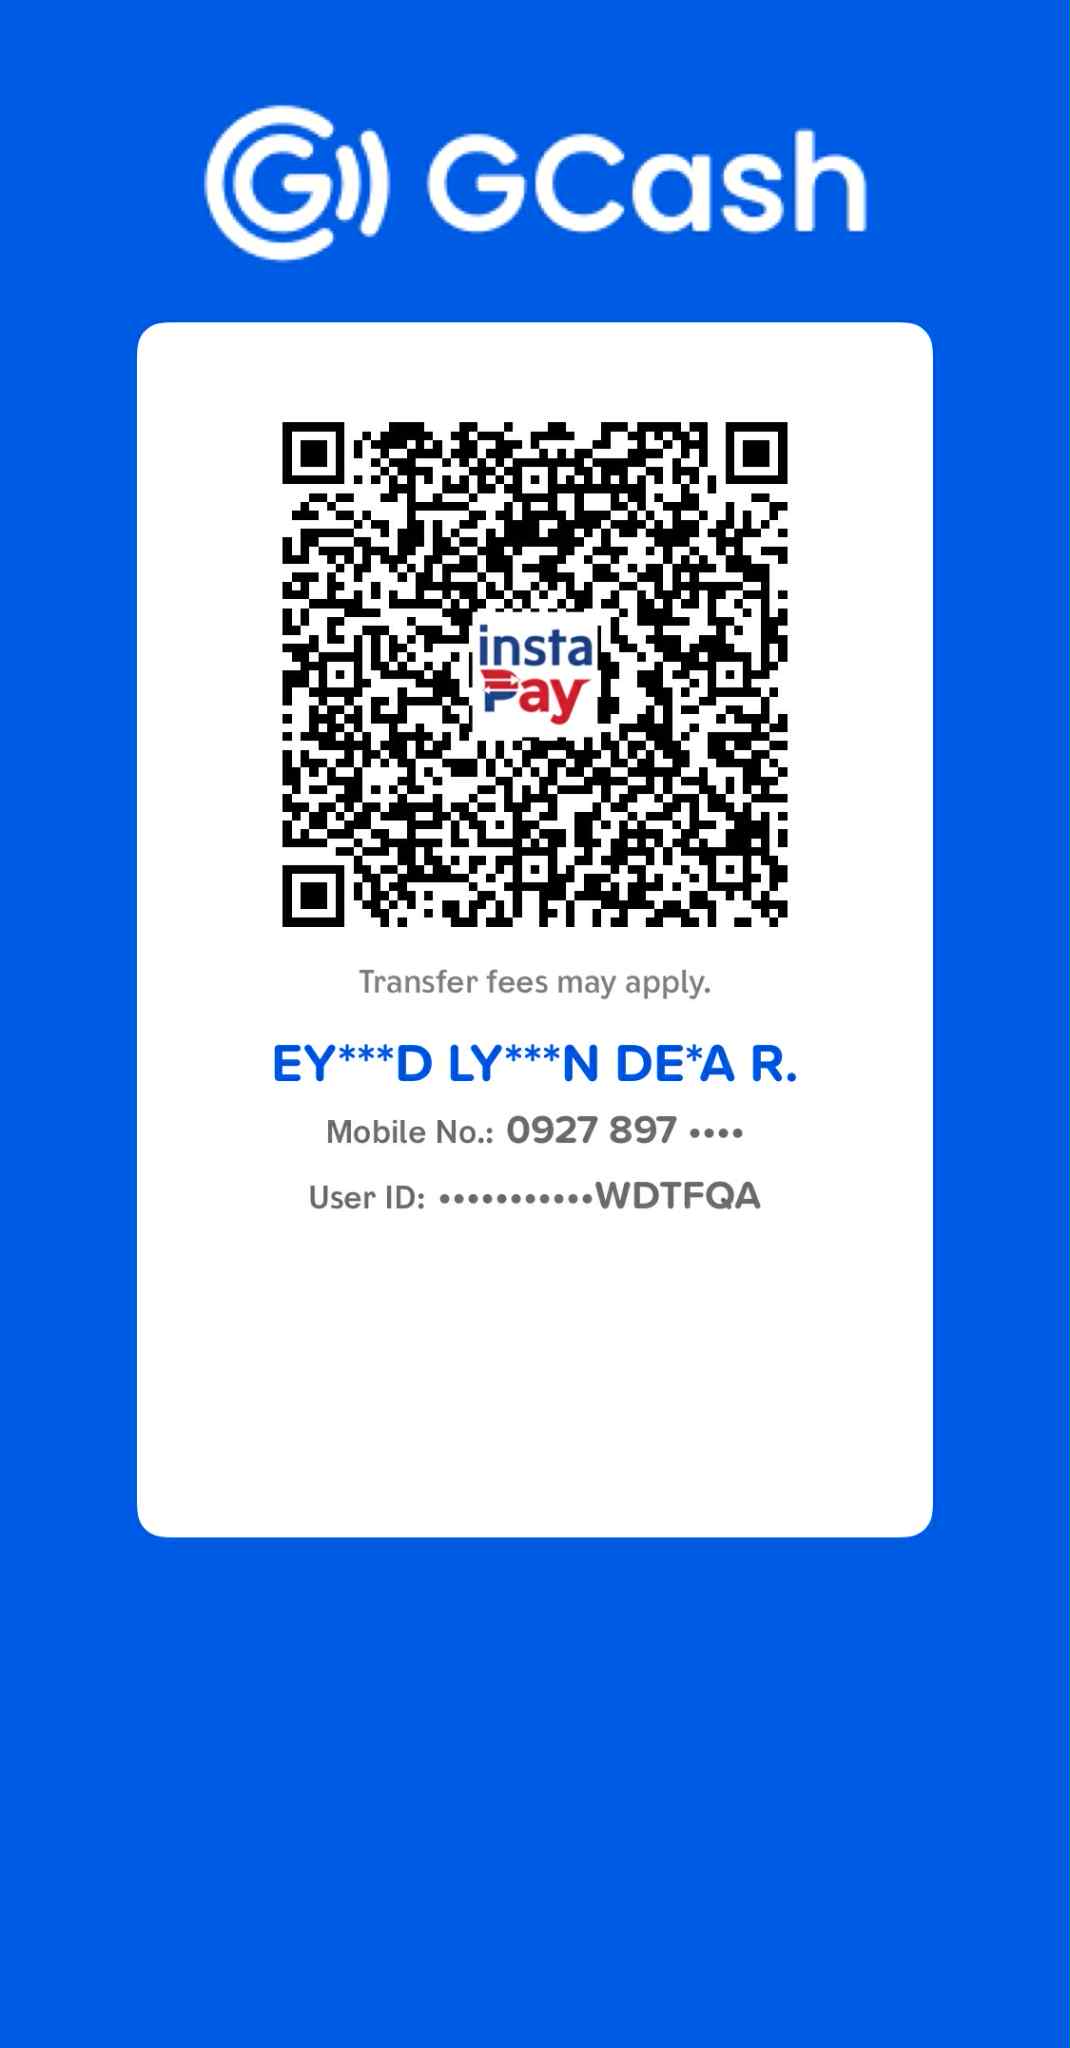 GCash
insta
Pay
Transfer fees may apply.
EY***D LY***N DE*A R.
Mobile No.: 0927 897 ••••
User ID: •••••••••••WDTFQA